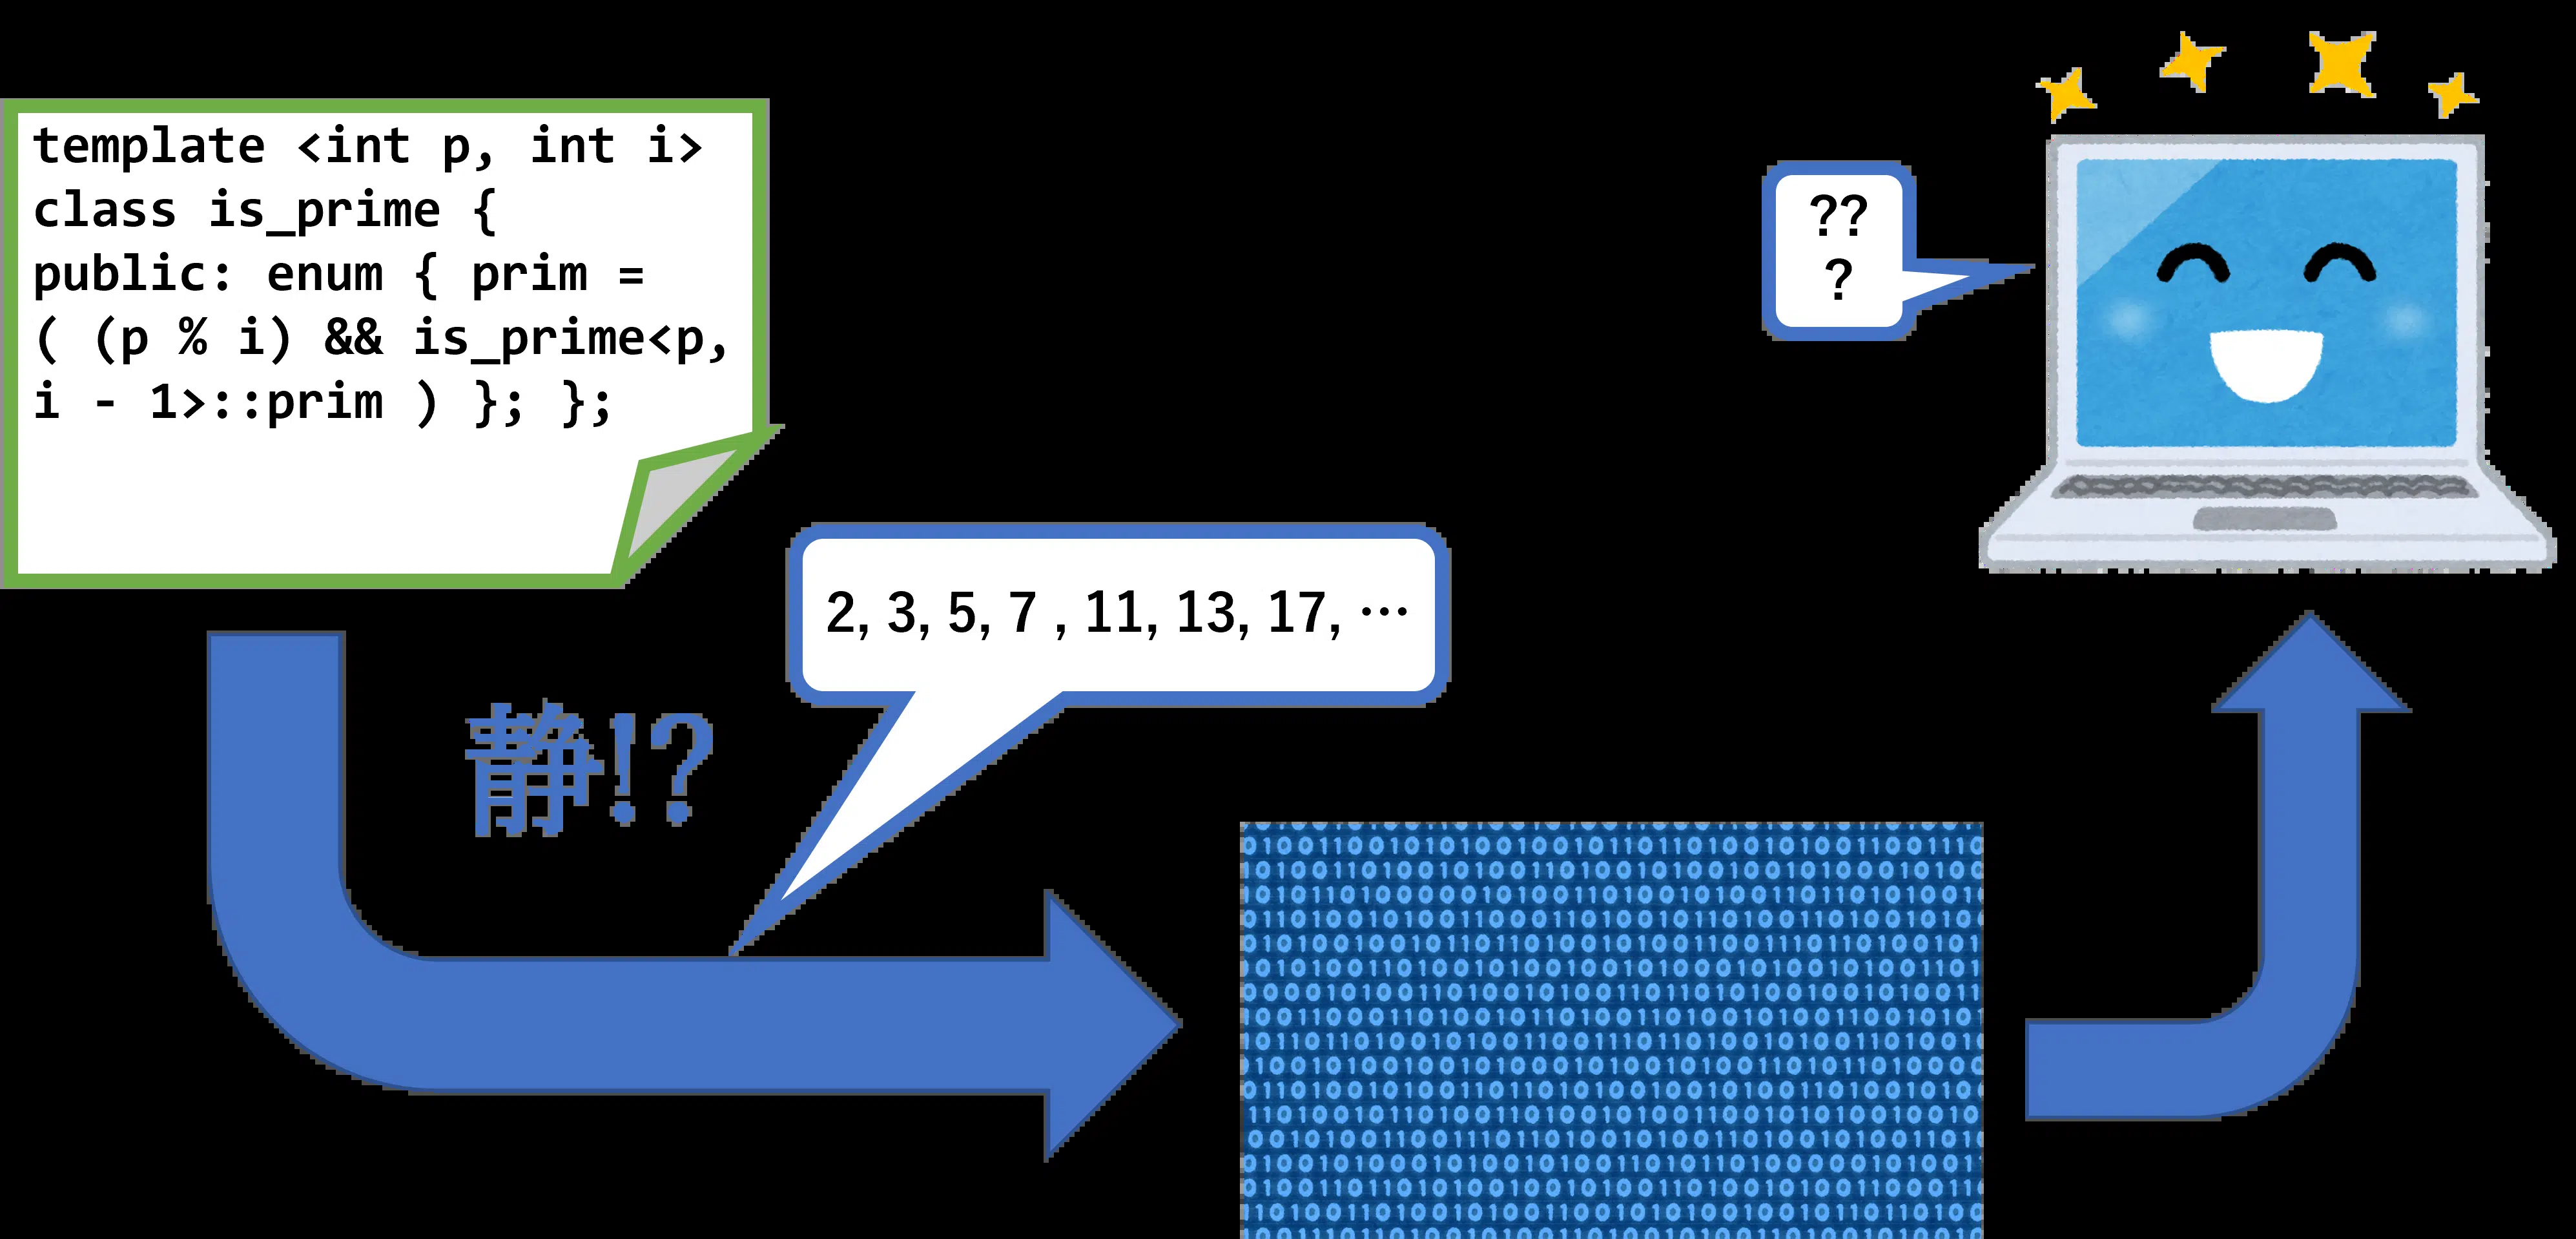 template <int p, int i>
class is_prime {
public: enum { prim =
( (p % i) && is_prime<p,
i - 1>::prim ) }; };
??
?
2, 3, 5, 7 , 11, 13, 17, …
静!?